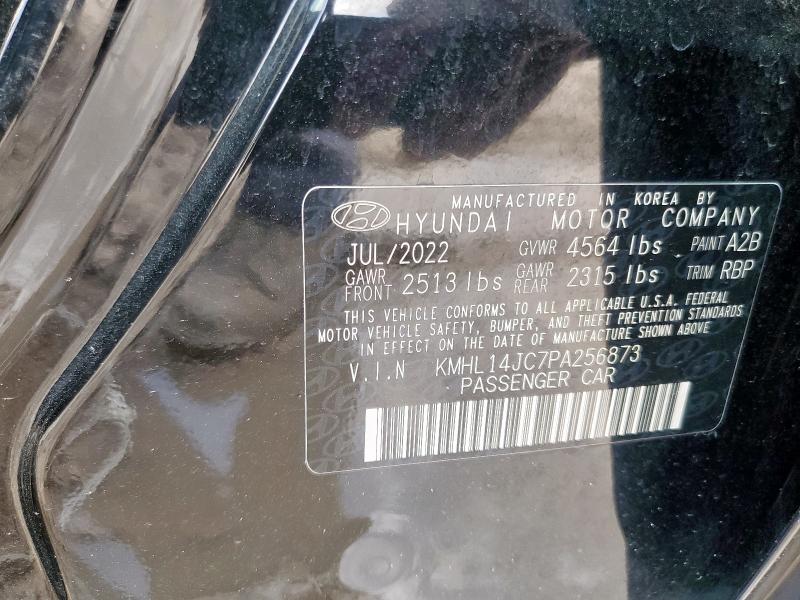 MANUFACTURED IN KOREA BY
HYUNDAI MOTOR COMPANY
JUL/2022 GVWR 4564 lbs PAINT A2B
GAWR FRONT 2513 lbs GAWR REAR 2315 lbs TRIM RBP
THIS VEHICLE CONFORMS TO ALL APPLICABLE U.S.A. FEDERAL
MOTOR VEHICLE SAFETY, BUMPER, AND THEFT PREVENTION STANDARDS
IN EFFECT ON THE DATE OF MANUFACTURE SHOWN ABOVE
V.I.N KMHL14JC7PA256873
PASSENGER CAR